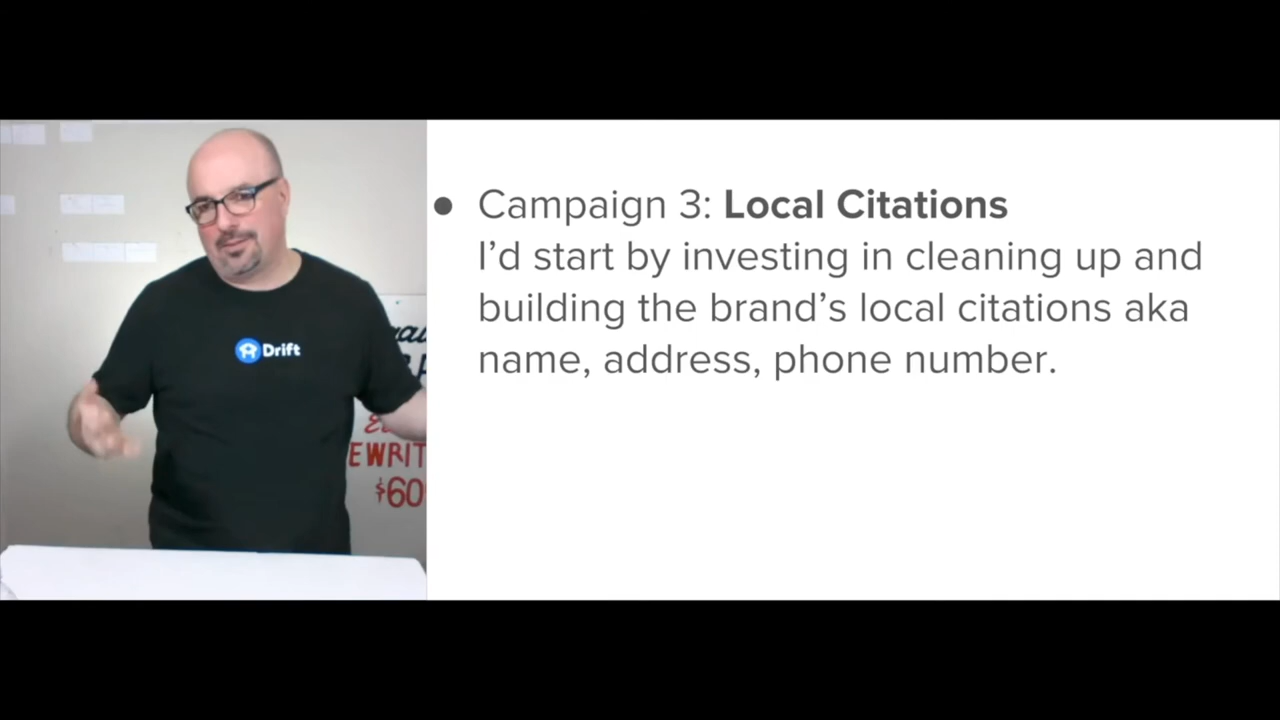 ● Campaign 3: Local Citations
I’d start by investing in cleaning up and
building the brand’s local citations aka
name, address, phone number.
Drift
EWRIT
$60